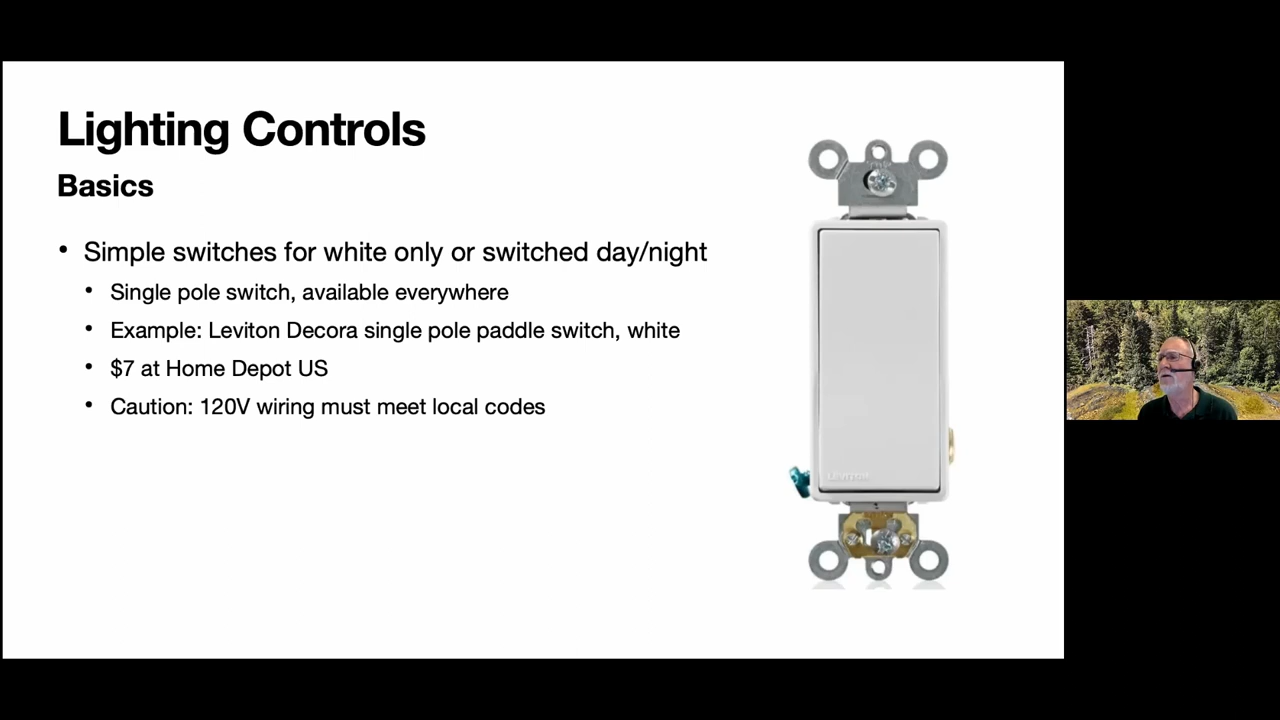 Lighting Controls
Basics
• Simple switches for white only or switched day/night
• Single pole switch, available everywhere
• Example: Leviton Decora single pole paddle switch, white
• $7 at Home Depot US
• Caution: 120V wiring must meet local codes
LEVITON